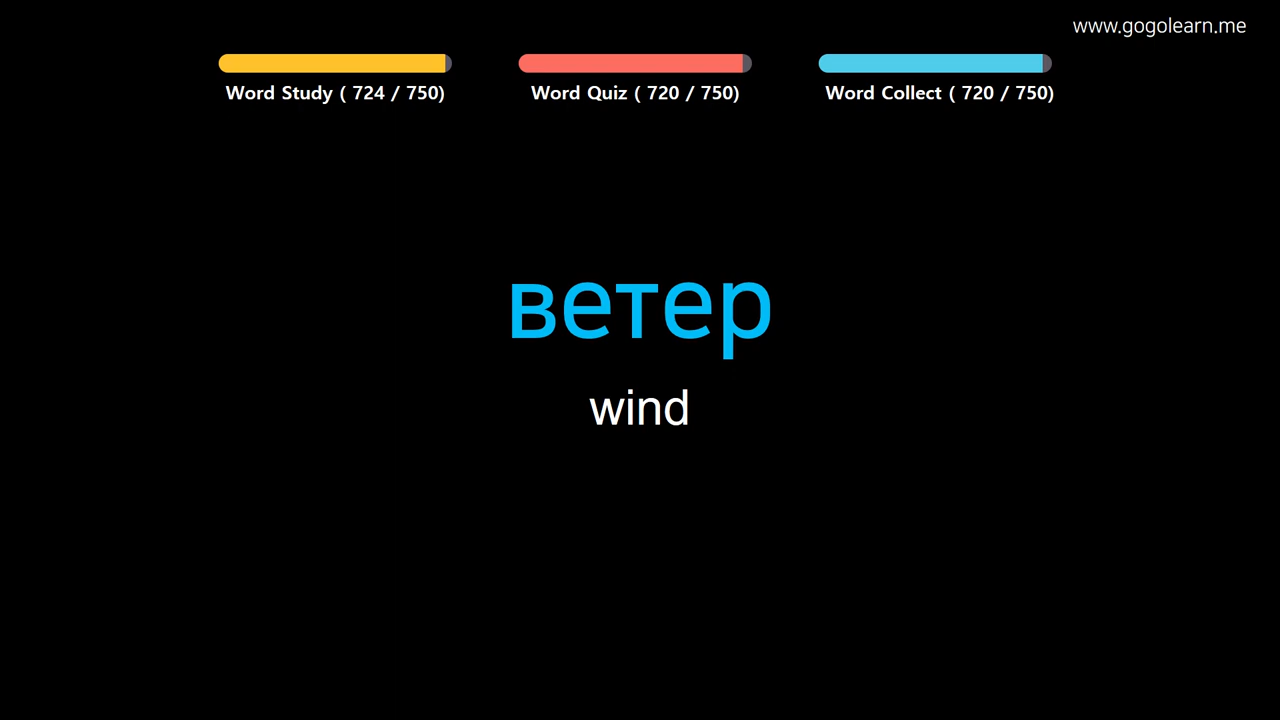 www.gogolearn.me
Word Study ( 724 / 750)
Word Quiz ( 720 / 750)
Word Collect ( 720 / 750)
ветер
wind